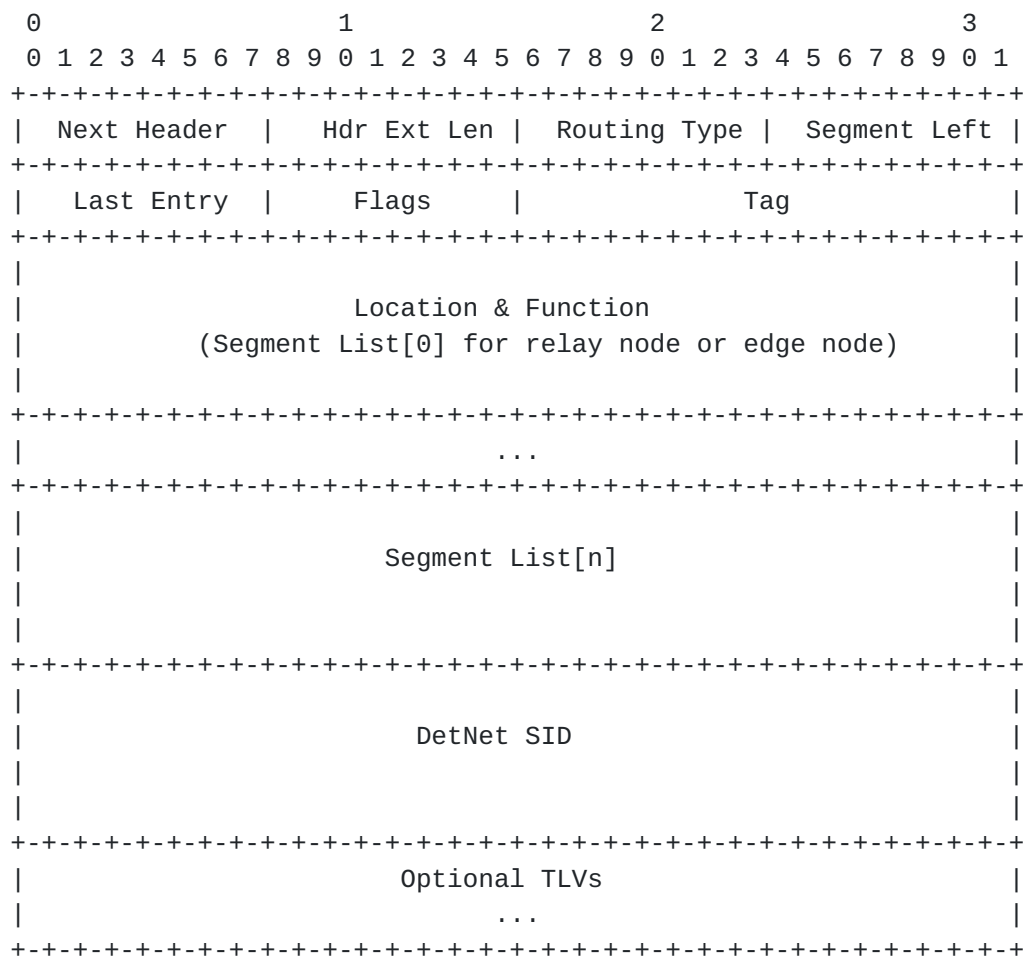 0                   1                   2                   3
 0 1 2 3 4 5 6 7 8 9 0 1 2 3 4 5 6 7 8 9 0 1 2 3 4 5 6 7 8 9 0 1
+-+-+-+-+-+-+-+-+-+-+-+-+-+-+-+-+-+-+-+-+-+-+-+-+-+-+-+-+-+-+-+-+
|  Next Header  |   Hdr Ext Len |  Routing Type |  Segment Left |
+-+-+-+-+-+-+-+-+-+-+-+-+-+-+-+-+-+-+-+-+-+-+-+-+-+-+-+-+-+-+-+-+
|   Last Entry  |     Flags     |              Tag              |
+-+-+-+-+-+-+-+-+-+-+-+-+-+-+-+-+-+-+-+-+-+-+-+-+-+-+-+-+-+-+-+-+
|                                                               |
|                     Location & Function                       |
|           (Segment List[0] for relay node or edge node)       |
|                                                               |
+-+-+-+-+-+-+-+-+-+-+-+-+-+-+-+-+-+-+-+-+-+-+-+-+-+-+-+-+-+-+-+-+
|                              ...                              |
+-+-+-+-+-+-+-+-+-+-+-+-+-+-+-+-+-+-+-+-+-+-+-+-+-+-+-+-+-+-+-+-+
|                                                               |
|                       Segment List[n]                         |
|                                                               |
|                                                               |
+-+-+-+-+-+-+-+-+-+-+-+-+-+-+-+-+-+-+-+-+-+-+-+-+-+-+-+-+-+-+-+-+
|                                                               |
|                         DetNet SID                            |
|                                                               |
|                                                               |
+-+-+-+-+-+-+-+-+-+-+-+-+-+-+-+-+-+-+-+-+-+-+-+-+-+-+-+-+-+-+-+-+
|                        Optional TLVs                          |
|                              ...                              |
+-+-+-+-+-+-+-+-+-+-+-+-+-+-+-+-+-+-+-+-+-+-+-+-+-+-+-+-+-+-+-+-+